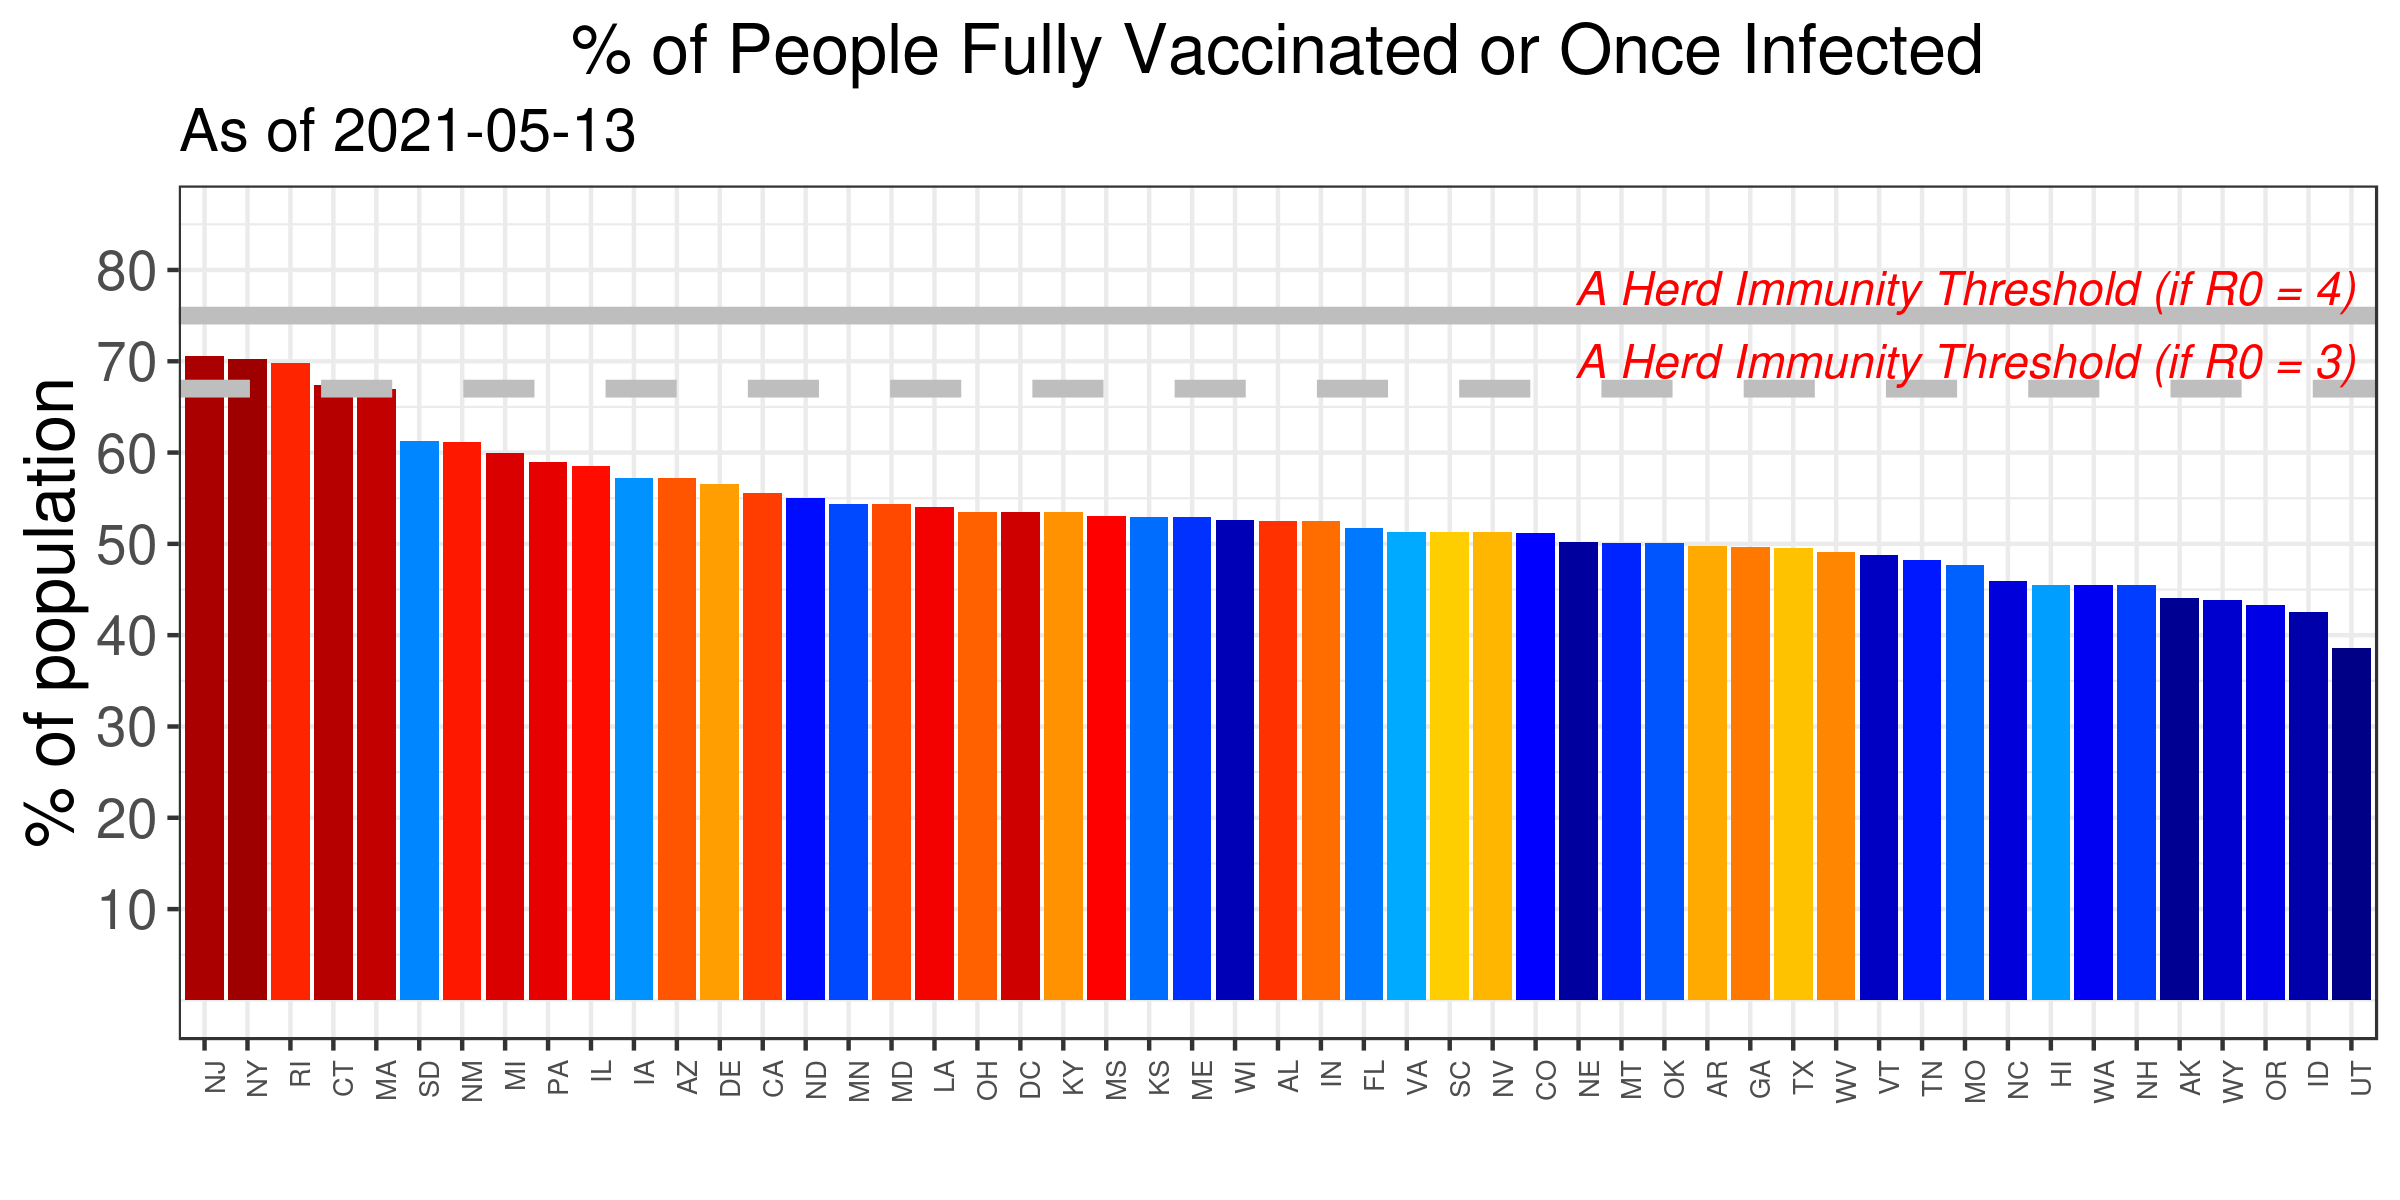 % of People Fully Vaccinated or Once Infected
As of 2021-05-13
% of population
80
70
60
50
40
30
20
10
A Herd Immunity Threshold (if R0 = 4)
A Herd Immunity Threshold (if R0 = 3)
NJ NY RI CT MA SD NM MI PA IL IA AZ DE CA ND MN MD LA OH DC KY MS KS ME WI AL IN FL VA SC NV CO NE MT OK AR GA TX WV VT TN MO NC HI WA NH AK WY OR ID UT